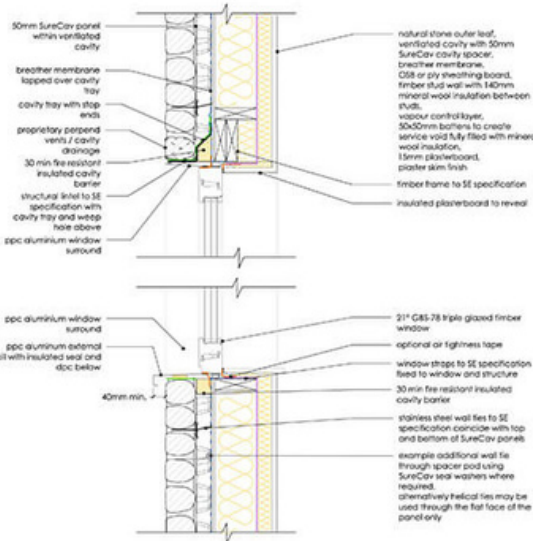 50mm SureCav panel
within ventilated
cavity
breather membrane
lapped over cavity
tray
cavity tray with stop
ends
proprietary perpend
vents / cavity
drainage
30 min fire resistant
insulated cavity
barrier
structural lintel to SE
specification with
cavity tray and weep
hole above
ppc aluminium window
surround
natural stone outer leaf,
ventilated cavity with 50mm
SureCav cavity spacer,
breather membrane,
OSB or ply sheathing board,
timber stud wall with 140mm
mineral wool insulation between
studs,
vapour control layer,
50x50mm battens to create
service void fully filled with minera
wool insulation,
15mm plasterboard,
plaster skim finish
timber frame to SE specification
insulated plasterboard to reveal
ppc aluminium window
surround
ppc aluminum external
ill with insulated seal and
dpc below
40mm min.
21° GBS-78 triple glazed timber
window
optional air tightness tape
window straps to SE specification
fixed to window and structure
30 min fire resistant insulated
cavity barrier
stainless steel wall ties to SE
specification coincide with top
and bottom of SureCav panels
example additional wall tie
through spacer pod using
SureCav seal washers where
required.
alternatively helical ties may be
used through the flat face of the
panel only